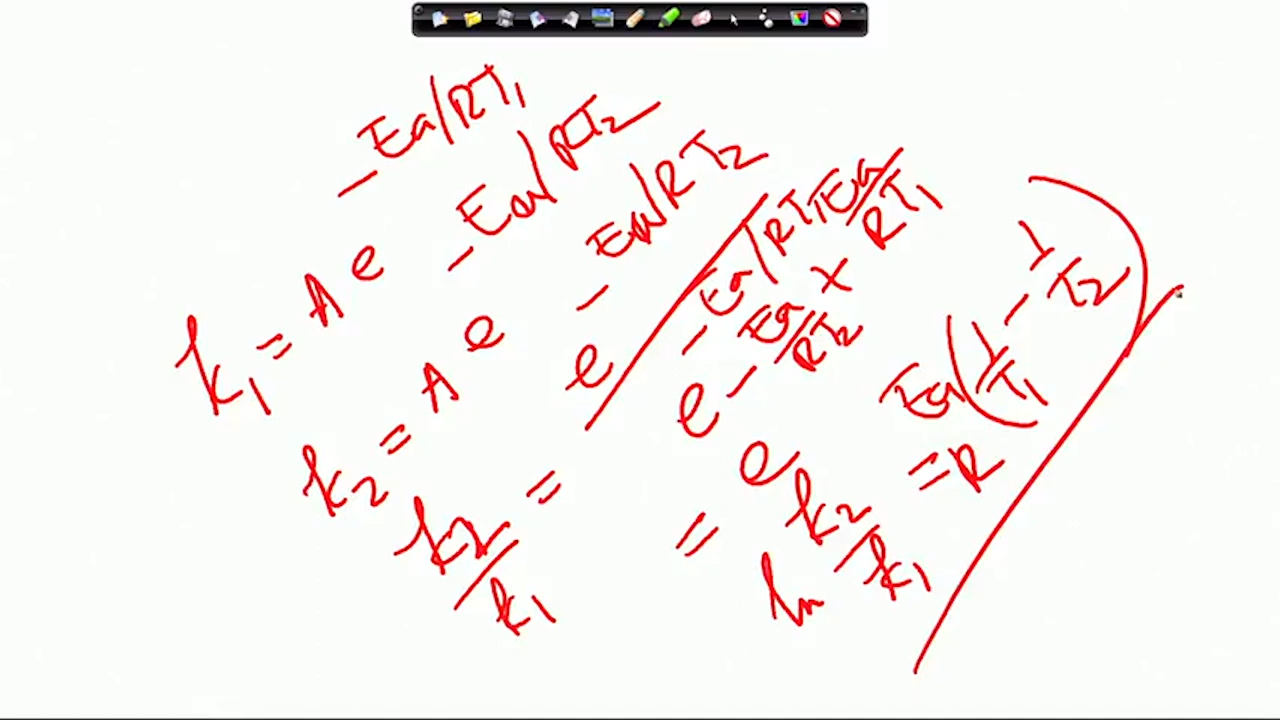 k₁ = A e^(-Ea/RT₁)
k₂ = A e^(-Ea/RT₂)
k₂/k₁ = e^(-Ea/RT₂) / e^(-Ea/RT₁)
= e^(-Ea/RT₂) × e^(Ea/RT₁)
ln k₂/k₁ = Ea/R (1/T₁ - 1/T₂)